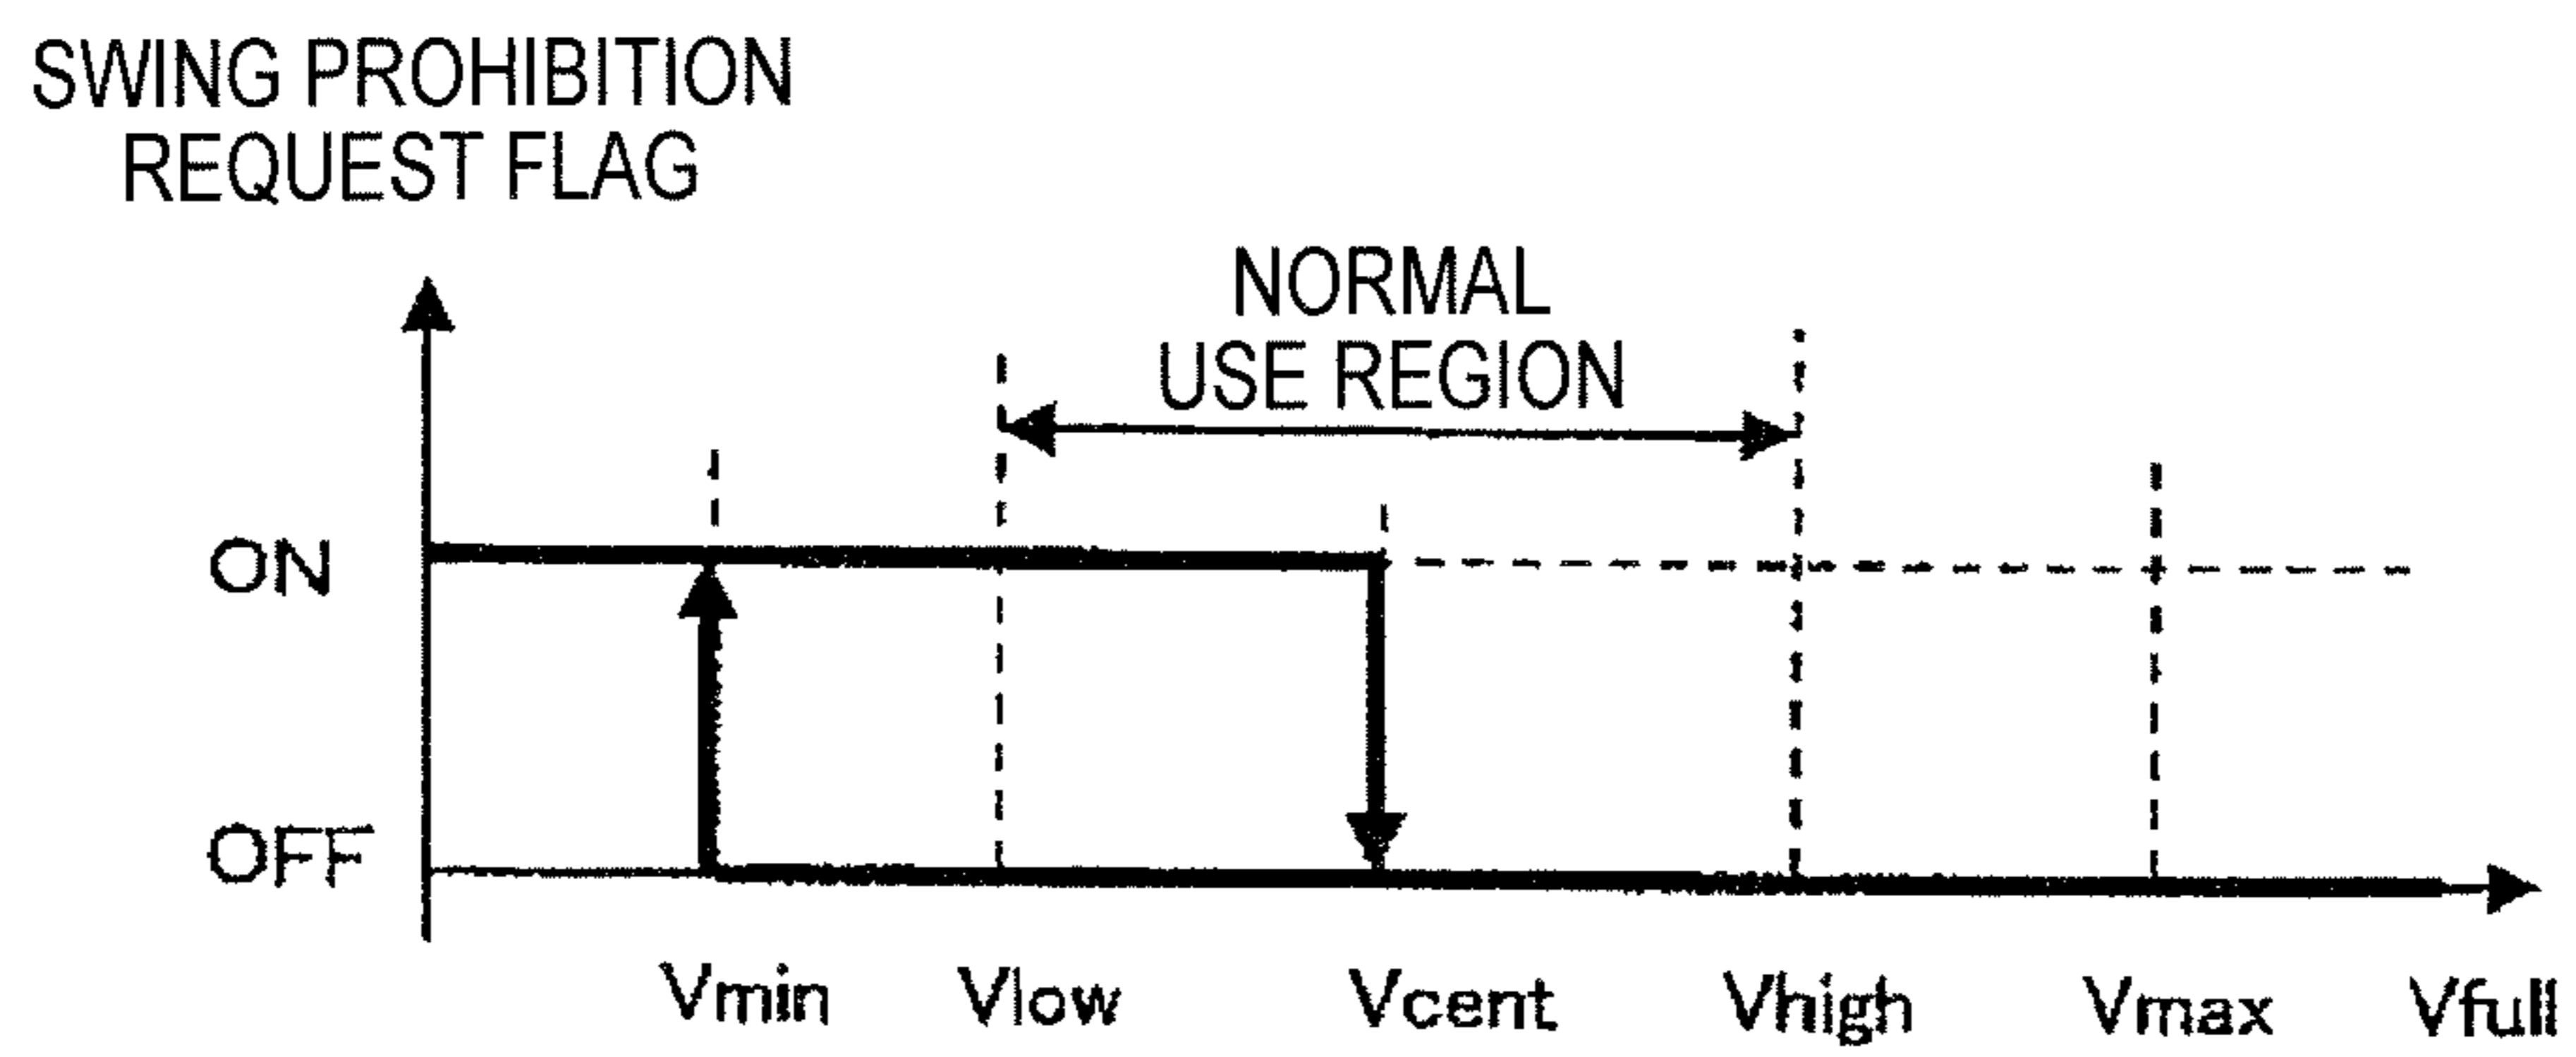 SWING PROHIBITION
REQUEST FLAG
NORMAL
USE REGION
ON
OFF
Vmin Vlow Vcent Vhigh Vmax Vfull